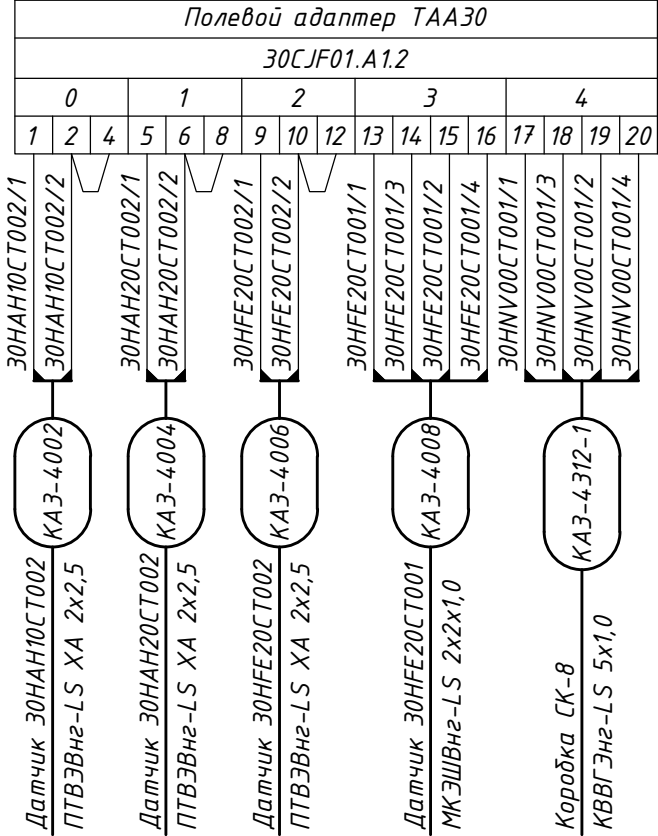 Полевой адаптер ТАА30
30CJF01.A1.2
0 1 2 3 4
1 2 4 5 6 8 9 10 12 13 14 15 16 17 18 19 20
30HAH10CT002/1
30HAH10CT002/2
30HAH20CT002/1
30HAH20CT002/2
30HFE20CT002/1
30HFE20CT002/2
30HFE20CT001/1
30HFE20CT001/3
30HFE20CT001/2
30HFE20CT001/4
30HNV00CT001/1
30HNV00CT001/3
30HNV00CT001/2
30HNV00CT001/4
КАЗ-4002
КАЗ-4004
КАЗ-4006
КАЗ-4008
КАЗ-4312-1
Датчик 30HAH10CT002
ПТВЭВнг-LS ХА 2х2,5
Датчик 30HAH20CT002
ПТВЭВнг-LS ХА 2х2,5
Датчик 30HFE20CT002
ПТВЭВнг-LS ХА 2х2,5
Датчик 30HFE20CT001
МКЭШВнг-LS 2х2х1,0
Коробка СК-8
КВВГЭнг-LS 5х1,0